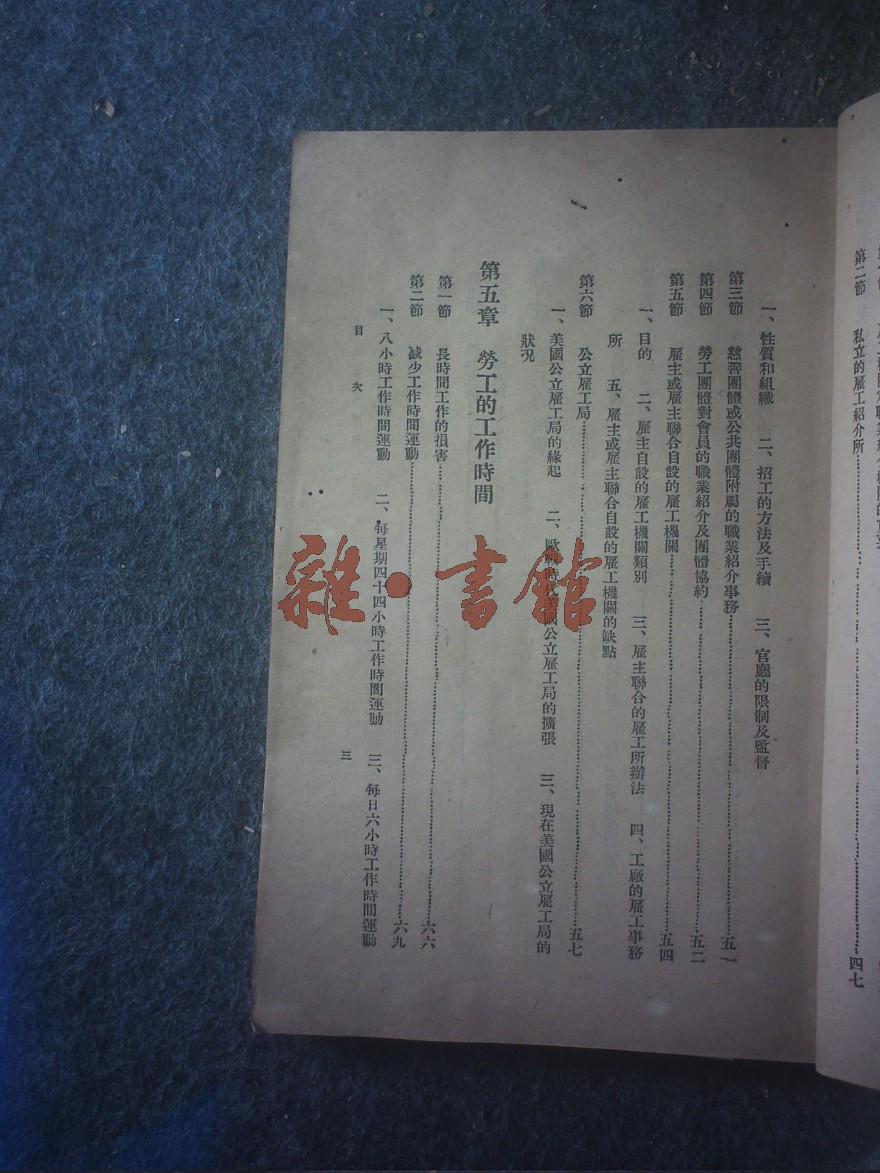 第二節　私立的雇工紹介所……四七
一、性質和組織　二、招工的方法及手續　三、官廳的限制及監督
第三節　慈善團體或公共團體附屬的職業紹介事務……五一
第四節　勞工團體對會員的職業紹介及團體協約……五二
第五節　雇主或雇主聯合自設的雇工機關……五四
一、目的　二、雇主自設的雇工機關類別　三、雇主聯合的雇工所辦法　四、工廠的雇工事務
所　五、雇主或雇主聯合自設的雇工機關的缺點
第六節　公立雇工局……五七
一、美國公立雇工局的緣起　二、歐戰時代美國公立雇工局的擴張　三、現在美國公立雇工局的
狀況
第五章　勞工的工作時間
第一節　長時間工作的損害……六六
第二節　減少工作時間運動……六九
一、八小時工作時間運動　二、每星期四十四小時工作時間運動　三、每日六小時工作時間運動
目次　三
雜·書館